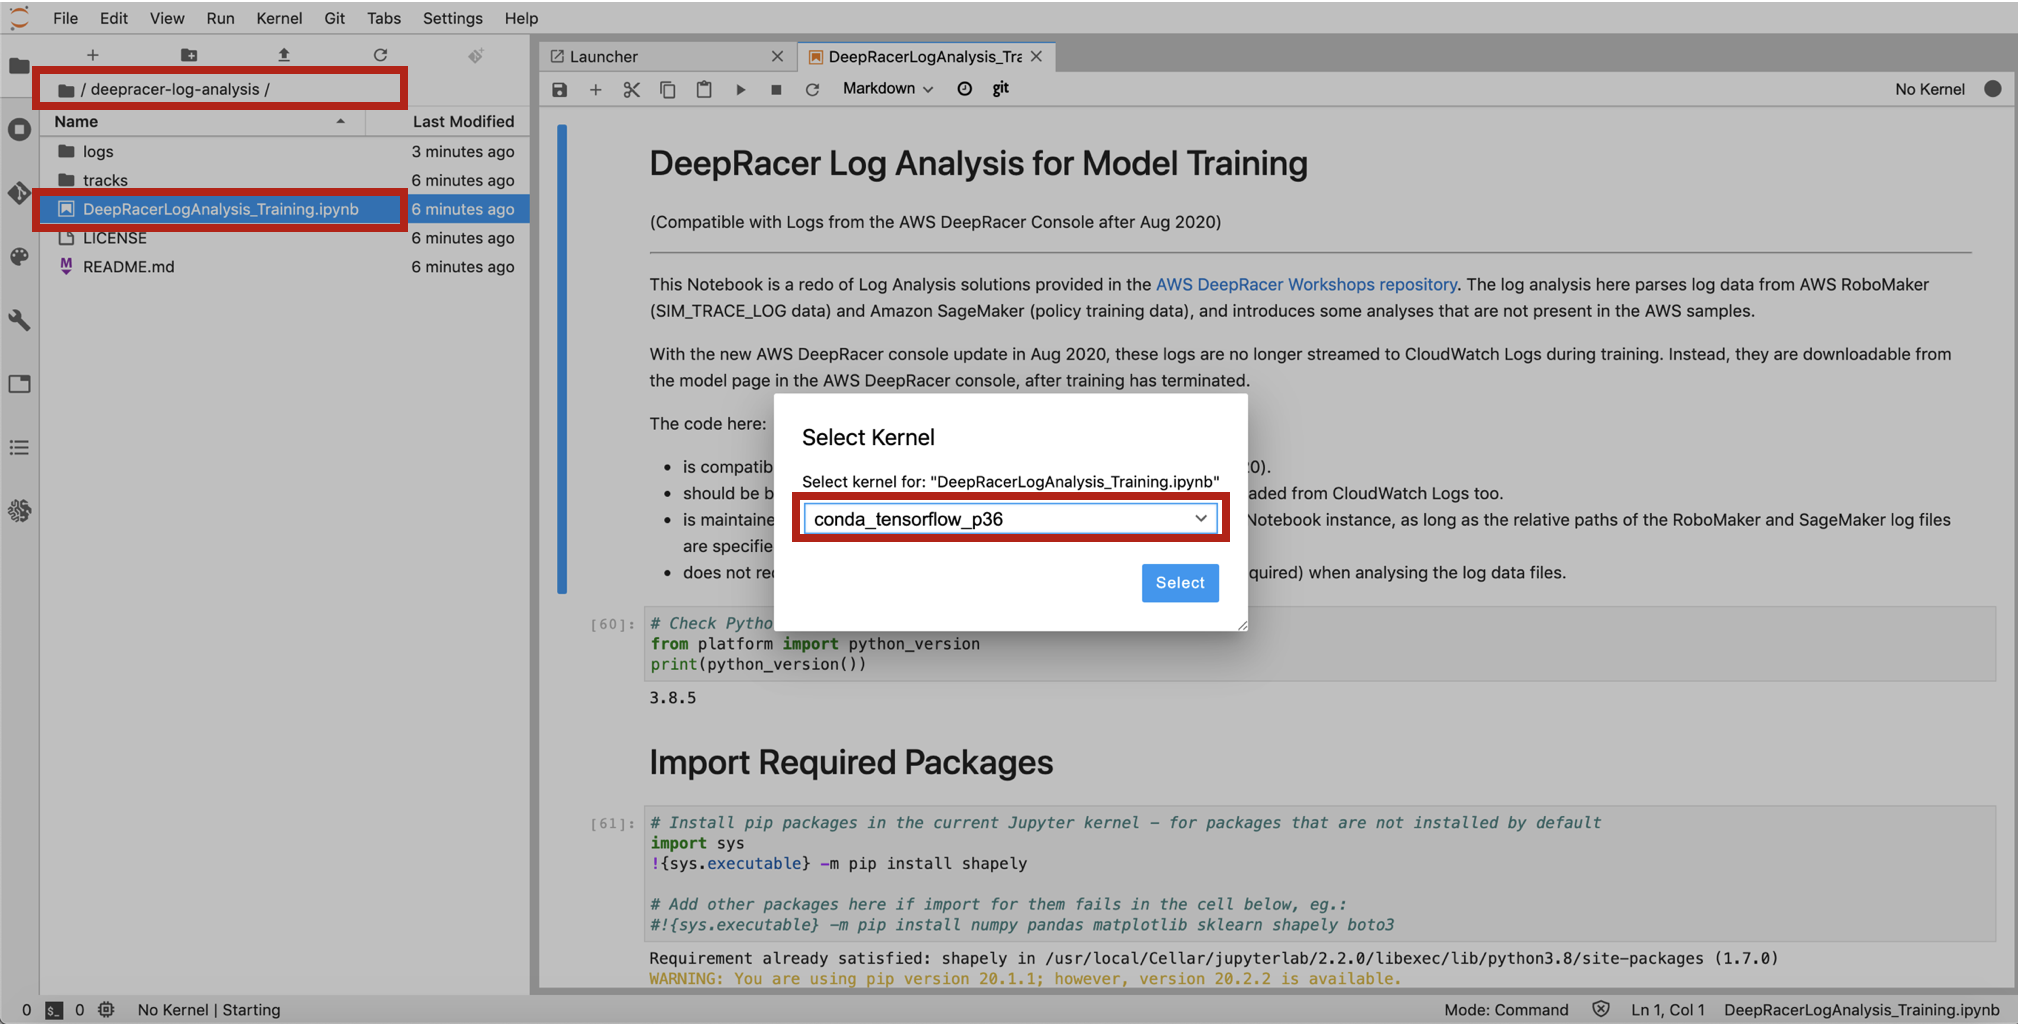 File Edit View Run Kernel Git Tabs Settings Help
/ deepracer-log-analysis /
Name Last Modified
logs 3 minutes ago
tracks 6 minutes ago
DeepRacerLogAnalysis_Training.ipynb 6 minutes ago
LICENSE 6 minutes ago
README.md 6 minutes ago
Launcher DeepRacerLogAnalysis_Tra
Markdown git No Kernel
DeepRacer Log Analysis for Model Training
(Compatible with Logs from the AWS DeepRacer Console after Aug 2020)
This Notebook is a redo of Log Analysis solutions provided in the AWS DeepRacer Workshops repository. The log analysis here parses log data from AWS RoboMaker
(SIM_TRACE_LOG data) and Amazon SageMaker (policy training data), and introduces some analyses that are not present in the AWS samples.
With the new AWS DeepRacer console update in Aug 2020, these logs are no longer streamed to CloudWatch Logs during training. Instead, they are downloadable from
the model page in the AWS DeepRacer console, after training has terminated.
The code here:
is compatib 20).
should be b aded from CloudWatch Logs too.
is maintaine Notebook instance, as long as the relative paths of the RoboMaker and SageMaker log files
are specifie
does not rec quired) when analysing the log data files.
Select Kernel
Select kernel for: "DeepRacerLogAnalysis_Training.ipynb"
conda_tensorflow_p36
Select
[60]: # Check Pytho
from platform import python_version
print(python_version())
3.8.5
Import Required Packages
[61]: # Install pip packages in the current Jupyter kernel – for packages that are not installed by default
import sys
!{sys.executable} -m pip install shapely
# Add other packages here if import for them fails in the cell below, eg.:
#!{sys.executable} -m pip install numpy pandas matplotlib sklearn shapely boto3
Requirement already satisfied: shapely in /usr/local/Cellar/jupyterlab/2.2.0/libexec/lib/python3.8/site-packages (1.7.0)
WARNING: You are using pip version 20.1.1; however, version 20.2.2 is available.
0 $_ 0 No Kernel | Starting Mode: Command Ln 1, Col 1 DeepRacerLogAnalysis_Training.ipynb